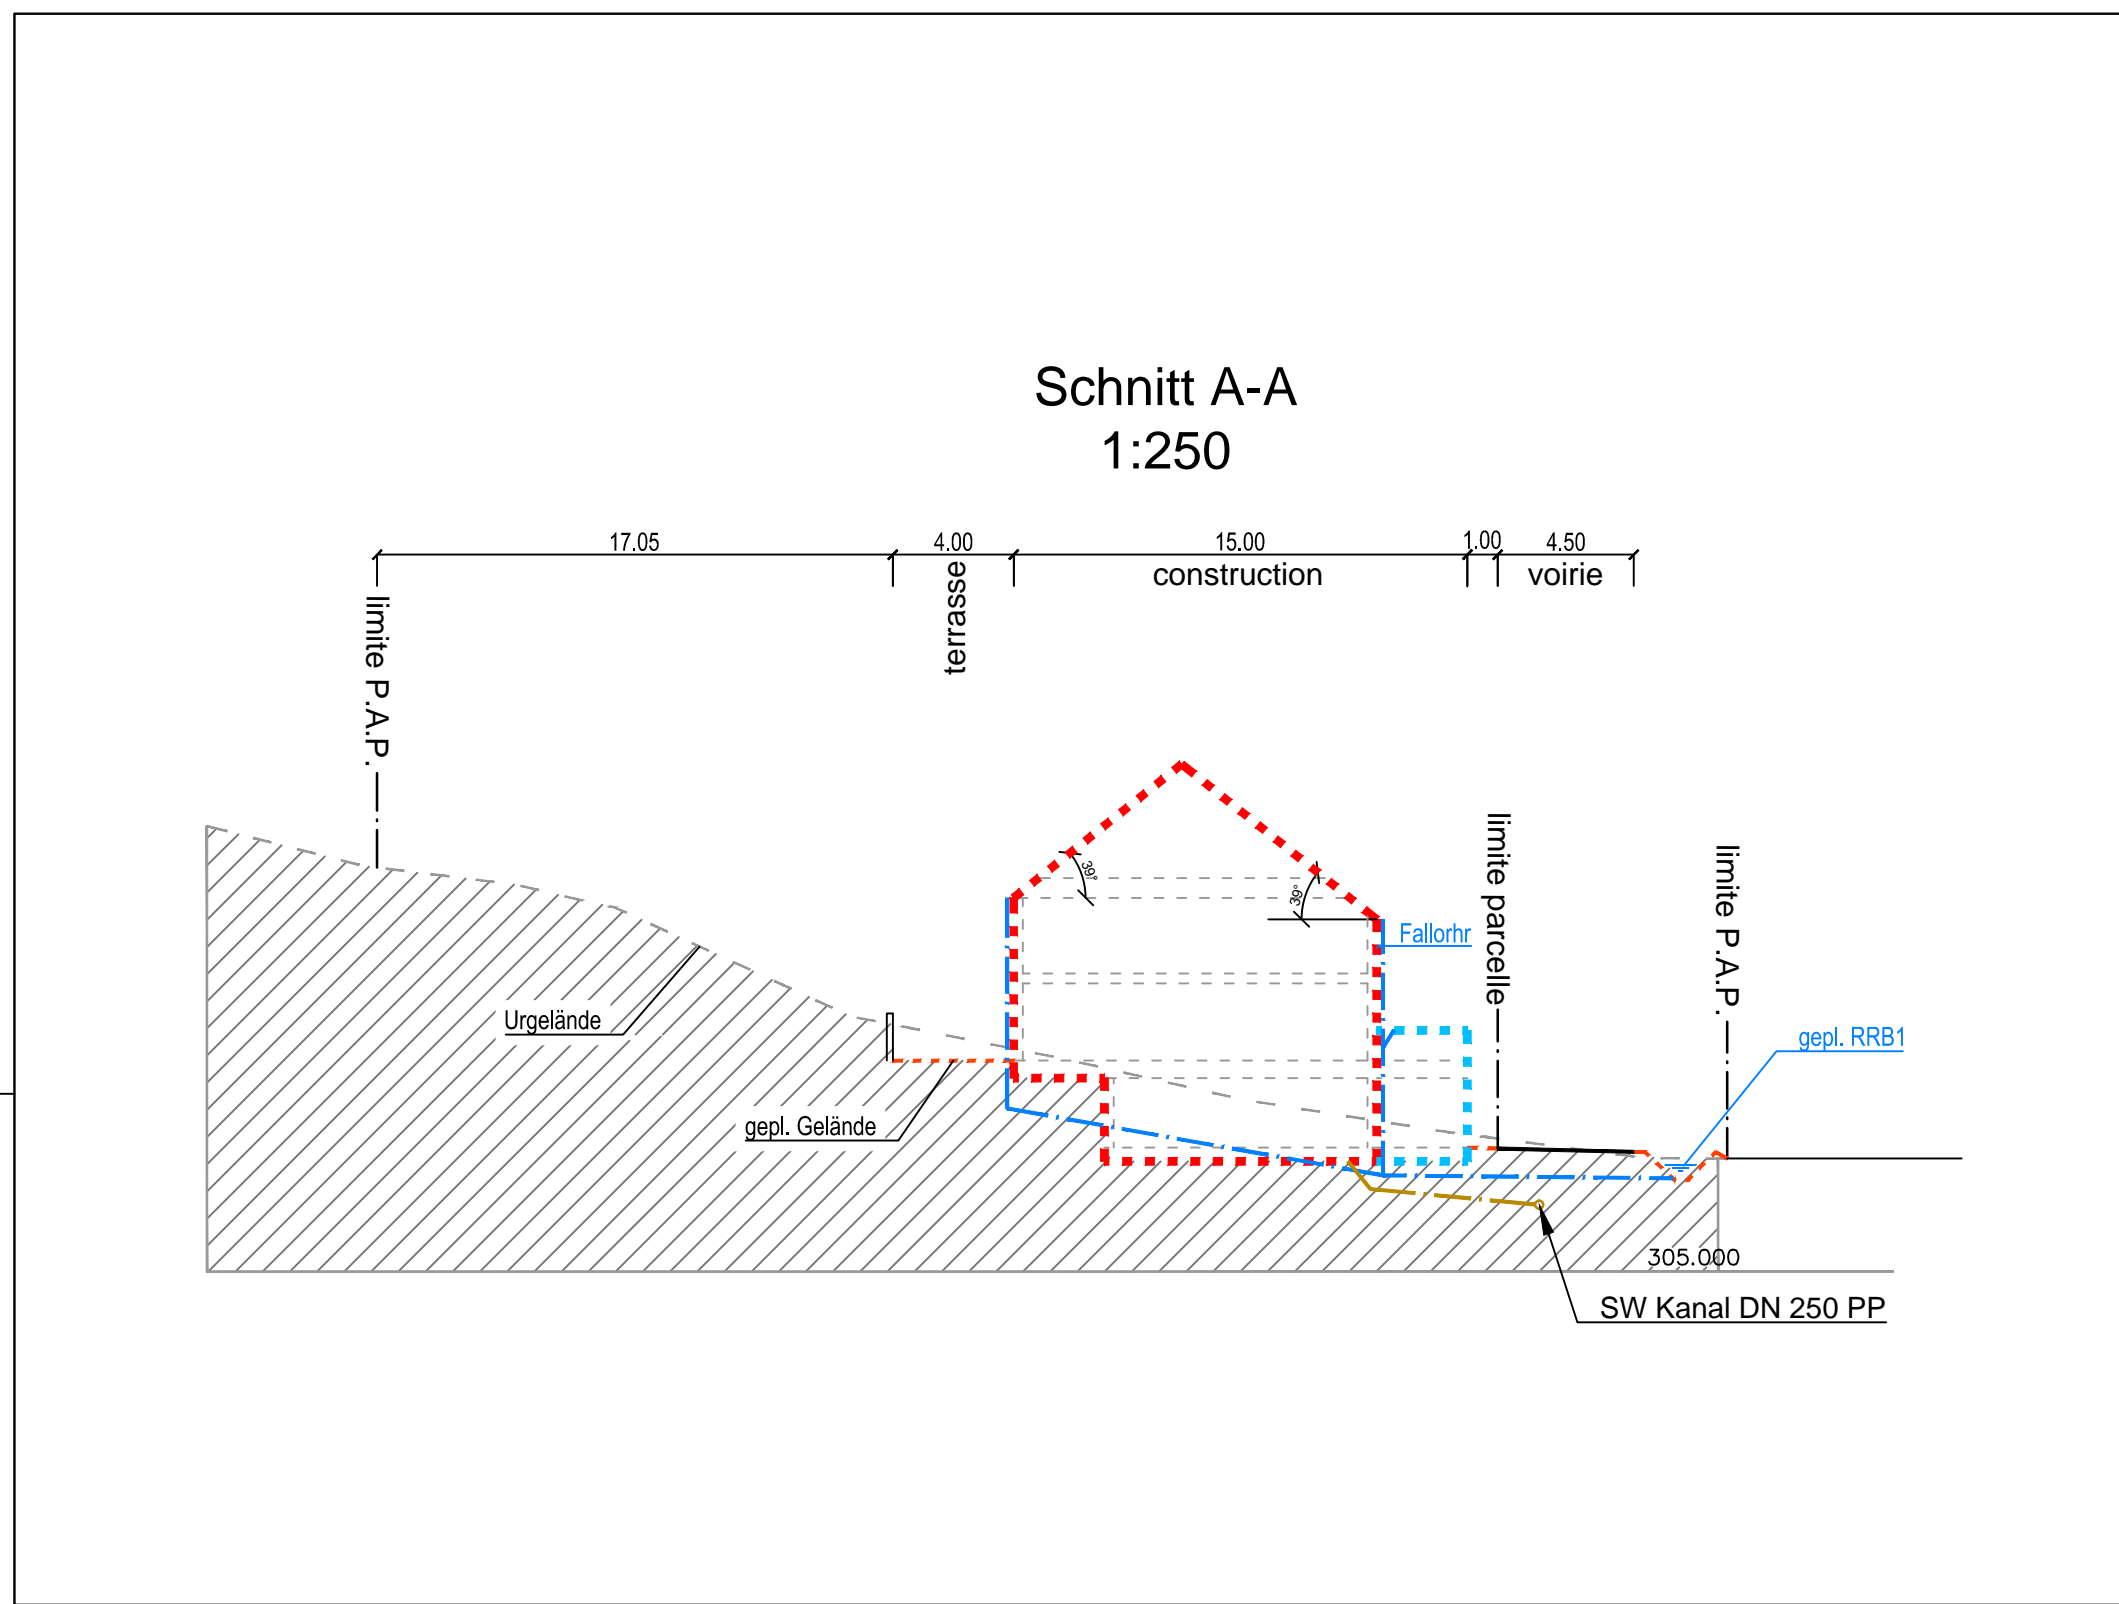 Schnitt A-A
1:250
17.05
4.00
15.00
1.00
4.50
terrasse
construction
voirie
limite P.A.P.
limite parcelle
limite P.A.P.
39°
39°
Fallorhr
Urgelände
gepl. RRB1
gepl. Gelände
305.000
SW Kanal DN 250 PP